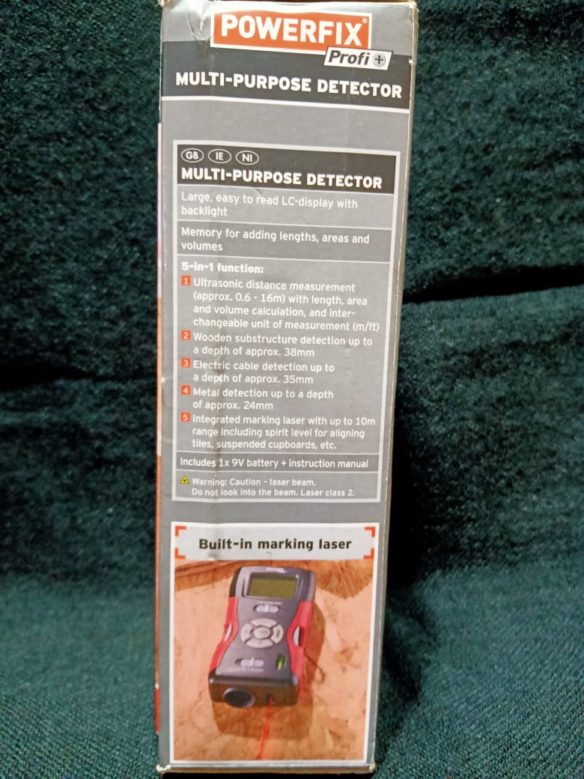 POWERFIX®
Profi+
MULTI-PURPOSE DETECTOR
GB IE NI
MULTI-PURPOSE DETECTOR
Large, easy to read LC-display with
backlight
Memory for adding lengths, areas and
volumes
5-in-1 function:
1 Ultrasonic distance measurement
(approx. 0.6 - 16m) with length, area
and volume calculation, and inter-
changeable unit of measurement (m/ft)
2 Wooden substructure detection up to
a depth of approx. 38mm
3 Electric cable detection up to
a depth of approx. 35mm
4 Metal detection up to a depth
of approx. 24mm
5 Integrated marking laser with up to 10m
range including spirit level for aligning
tiles, suspended cupboards, etc.
Includes 1x 9V battery + instruction manual
Warning: Caution - laser beam.
Do not look into the beam. Laser class 2.
Built-in marking laser